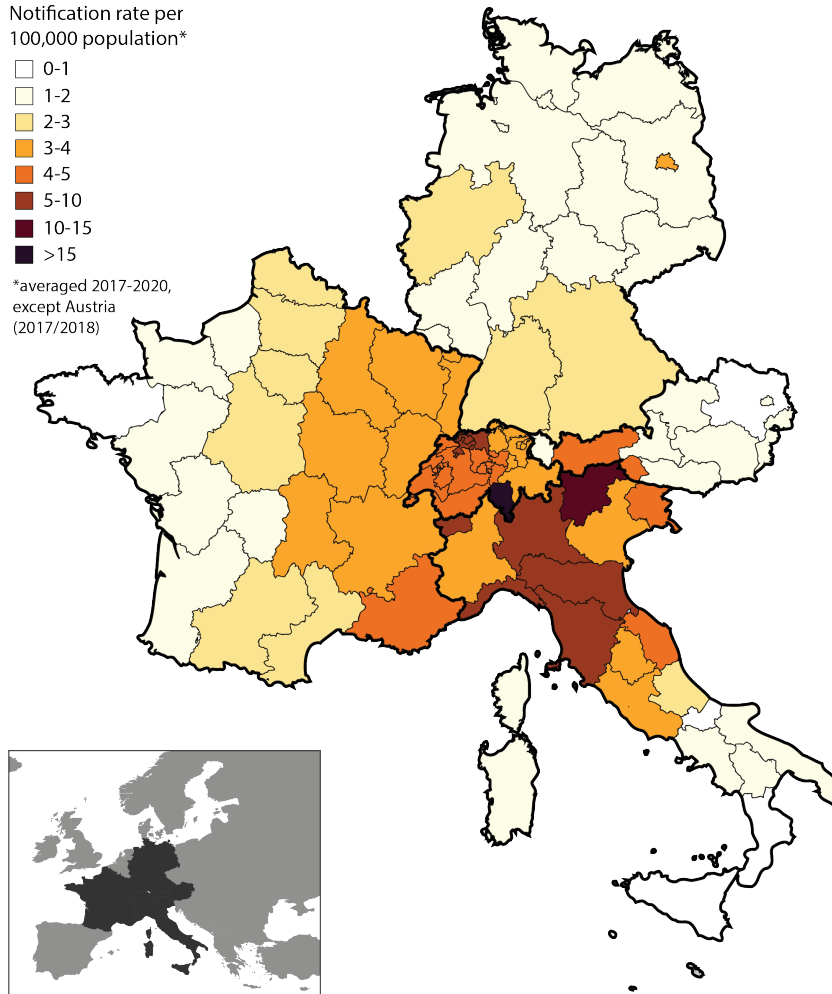 Notification rate per
100,000 population*
0-1
1-2
2-3
3-4
4-5
5-10
10-15
>15
*averaged 2017-2020,
except Austria
(2017/2018)